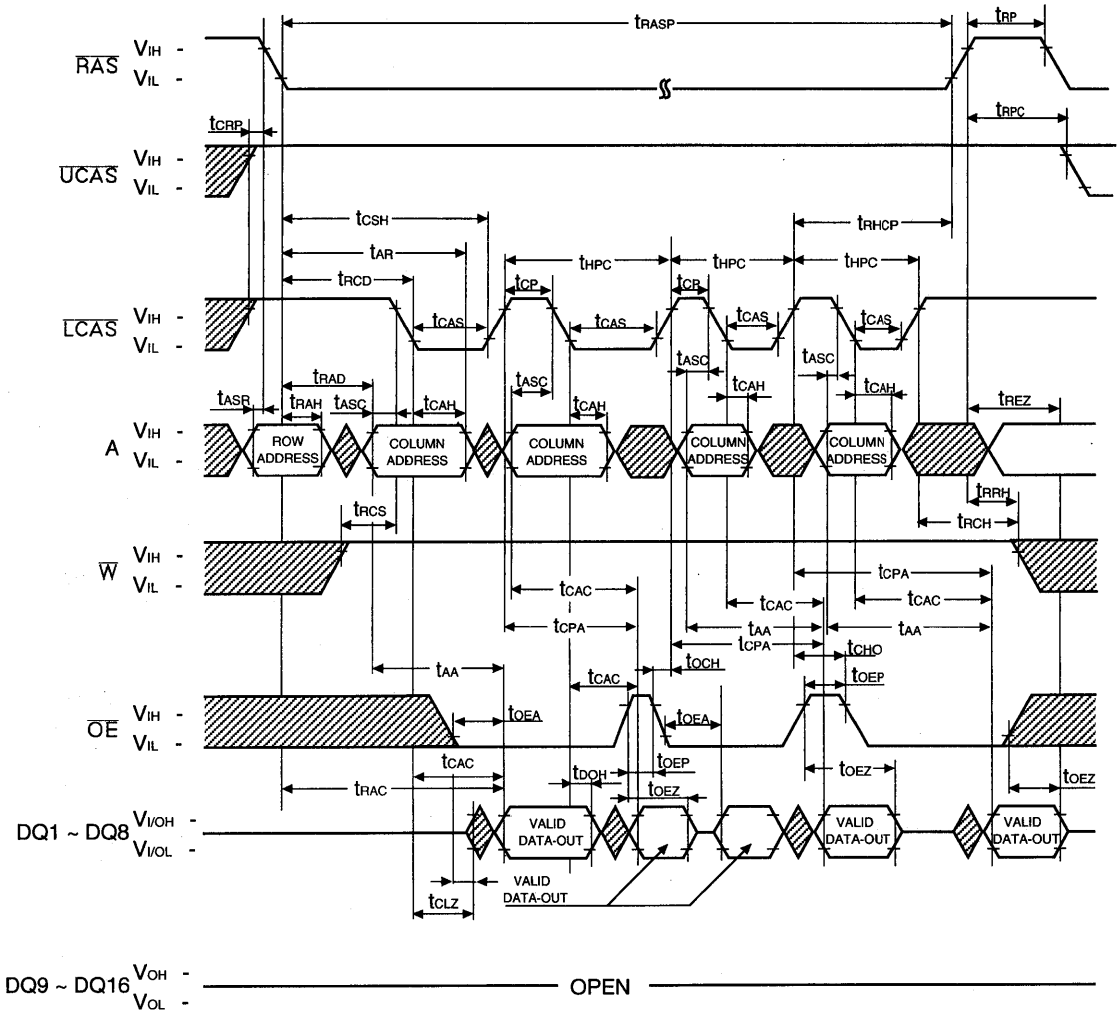 tRASP
tRP
RAS
VIH -
VIL -
tCRP
tRPC
UCAS
VIH -
VIL -
tCSH
tRHCP
tAR
tHPC
tHPC
tHPC
tRCD
tCP
tCP
LCAS
VIH -
VIL -
tCAS
tCAS
tCAS
tCAS
tASC
tASC
tASC
tRAD
tCAH
tCAH
tREZ
tASR
tRAH
tASC
tCAH
tCAH
A
VIH -
VIL -
ROW ADDRESS
COLUMN ADDRESS
COLUMN ADDRESS
COLUMN ADDRESS
COLUMN ADDRESS
tRRH
tRCS
tRCH
W
VIH -
VIL -
tCPA
tCAC
tCAC
tCAC
tCPA
tAA
tAA
tCPA
tCHO
tAA
tOCH
tCAC
tOEP
OE
VIH -
VIL -
tOEA
tOEA
tCAC
tDOH
tOEP
tOEZ
tOEZ
tRAC
tOEZ
DQ1 ~ DQ8
VI/OH -
VI/OL -
VALID DATA-OUT
VALID DATA-OUT
VALID DATA-OUT
VALID
DATA-OUT
tCLZ
DQ9 ~ DQ16
VOH -
VOL -
OPEN